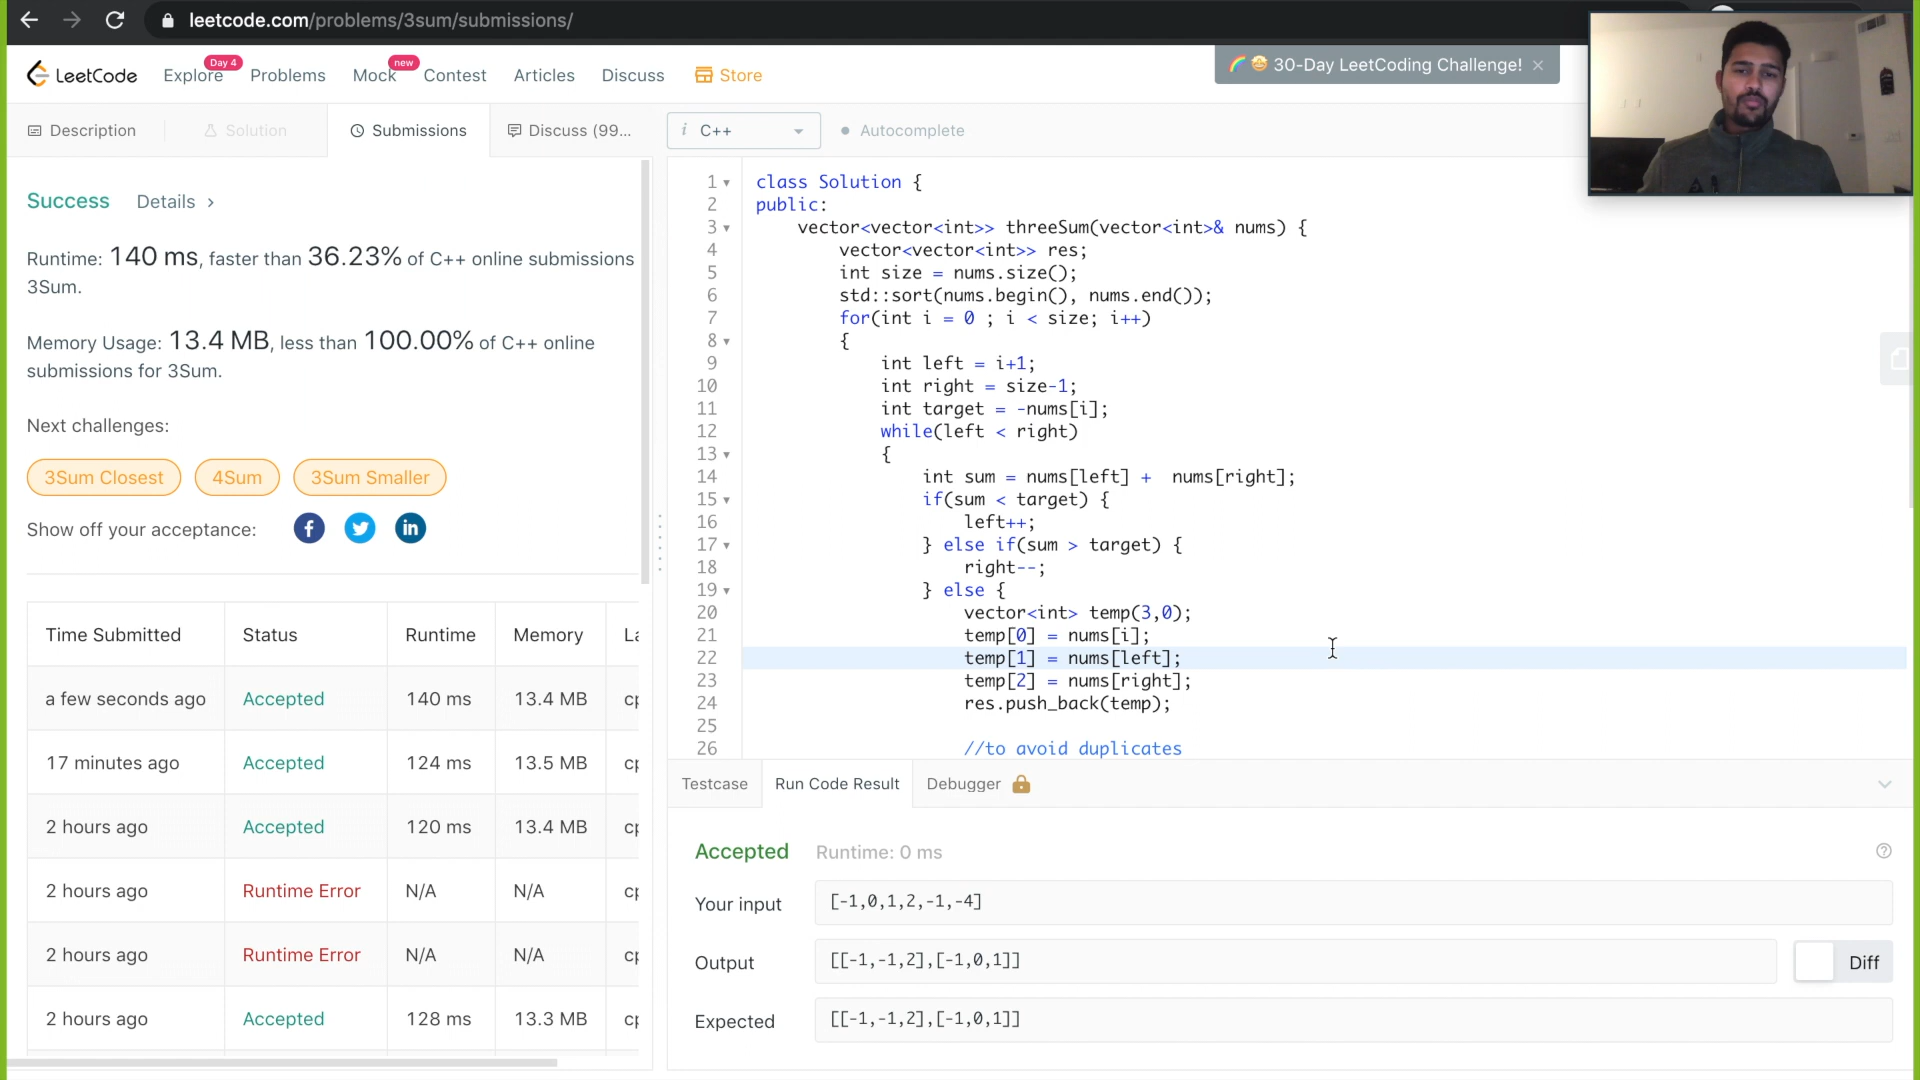 leetcode.com/problems/3sum/submissions/
LeetCode
Explore
Day 4
Problems
Mock
new
Contest
Articles
Discuss
Store
30-Day LeetCoding Challenge!
Description
Solution
Submissions
Discuss (99...
i C++
Autocomplete
Success
Details
Runtime: 140 ms, faster than 36.23% of C++ online submissions
3Sum.
Memory Usage: 13.4 MB, less than 100.00% of C++ online
submissions for 3Sum.
Next challenges:
3Sum Closest
4Sum
3Sum Smaller
Show off your acceptance:
Time Submitted Status Runtime Memory
a few seconds ago Accepted 140 ms 13.4 MB
17 minutes ago Accepted 124 ms 13.5 MB
2 hours ago Accepted 120 ms 13.4 MB
2 hours ago Runtime Error N/A N/A
2 hours ago Runtime Error N/A N/A
2 hours ago Accepted 128 ms 13.3 MB
1 class Solution {
2 public:
3 vector<vector<int>> threeSum(vector<int>& nums) {
4 vector<vector<int>> res;
5 int size = nums.size();
6 std::sort(nums.begin(), nums.end());
7 for(int i = 0 ; i < size; i++)
8 {
9 int left = i+1;
10 int right = size-1;
11 int target = -nums[i];
12 while(left < right)
13 {
14 int sum = nums[left] +  nums[right];
15 if(sum < target) {
16 left++;
17 } else if(sum > target) {
18 right--;
19 } else {
20 vector<int> temp(3,0);
21 temp[0] = nums[i];
22 temp[1] = nums[left];
23 temp[2] = nums[right];
24 res.push_back(temp);
25
26 //to avoid duplicates
Testcase
Run Code Result
Debugger
Accepted
Runtime: 0 ms
Your input
[-1,0,1,2,-1,-4]
Output
[[-1,-1,2],[-1,0,1]]
Diff
Expected
[[-1,-1,2],[-1,0,1]]